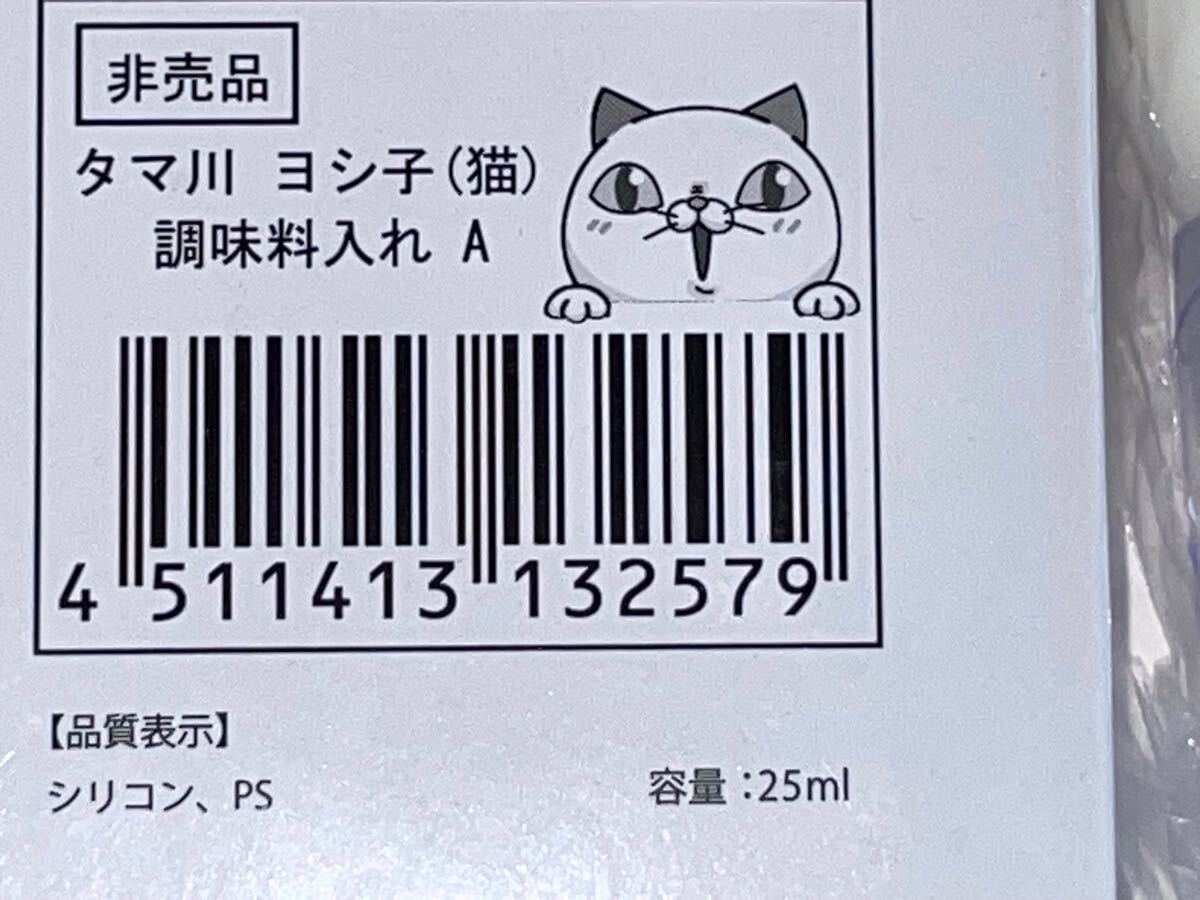 非売品
タマ川 ヨシ子(猫)
調味料入れ A
4 511413 132579
【品質表示】
シリコン、PS
容量：25ml